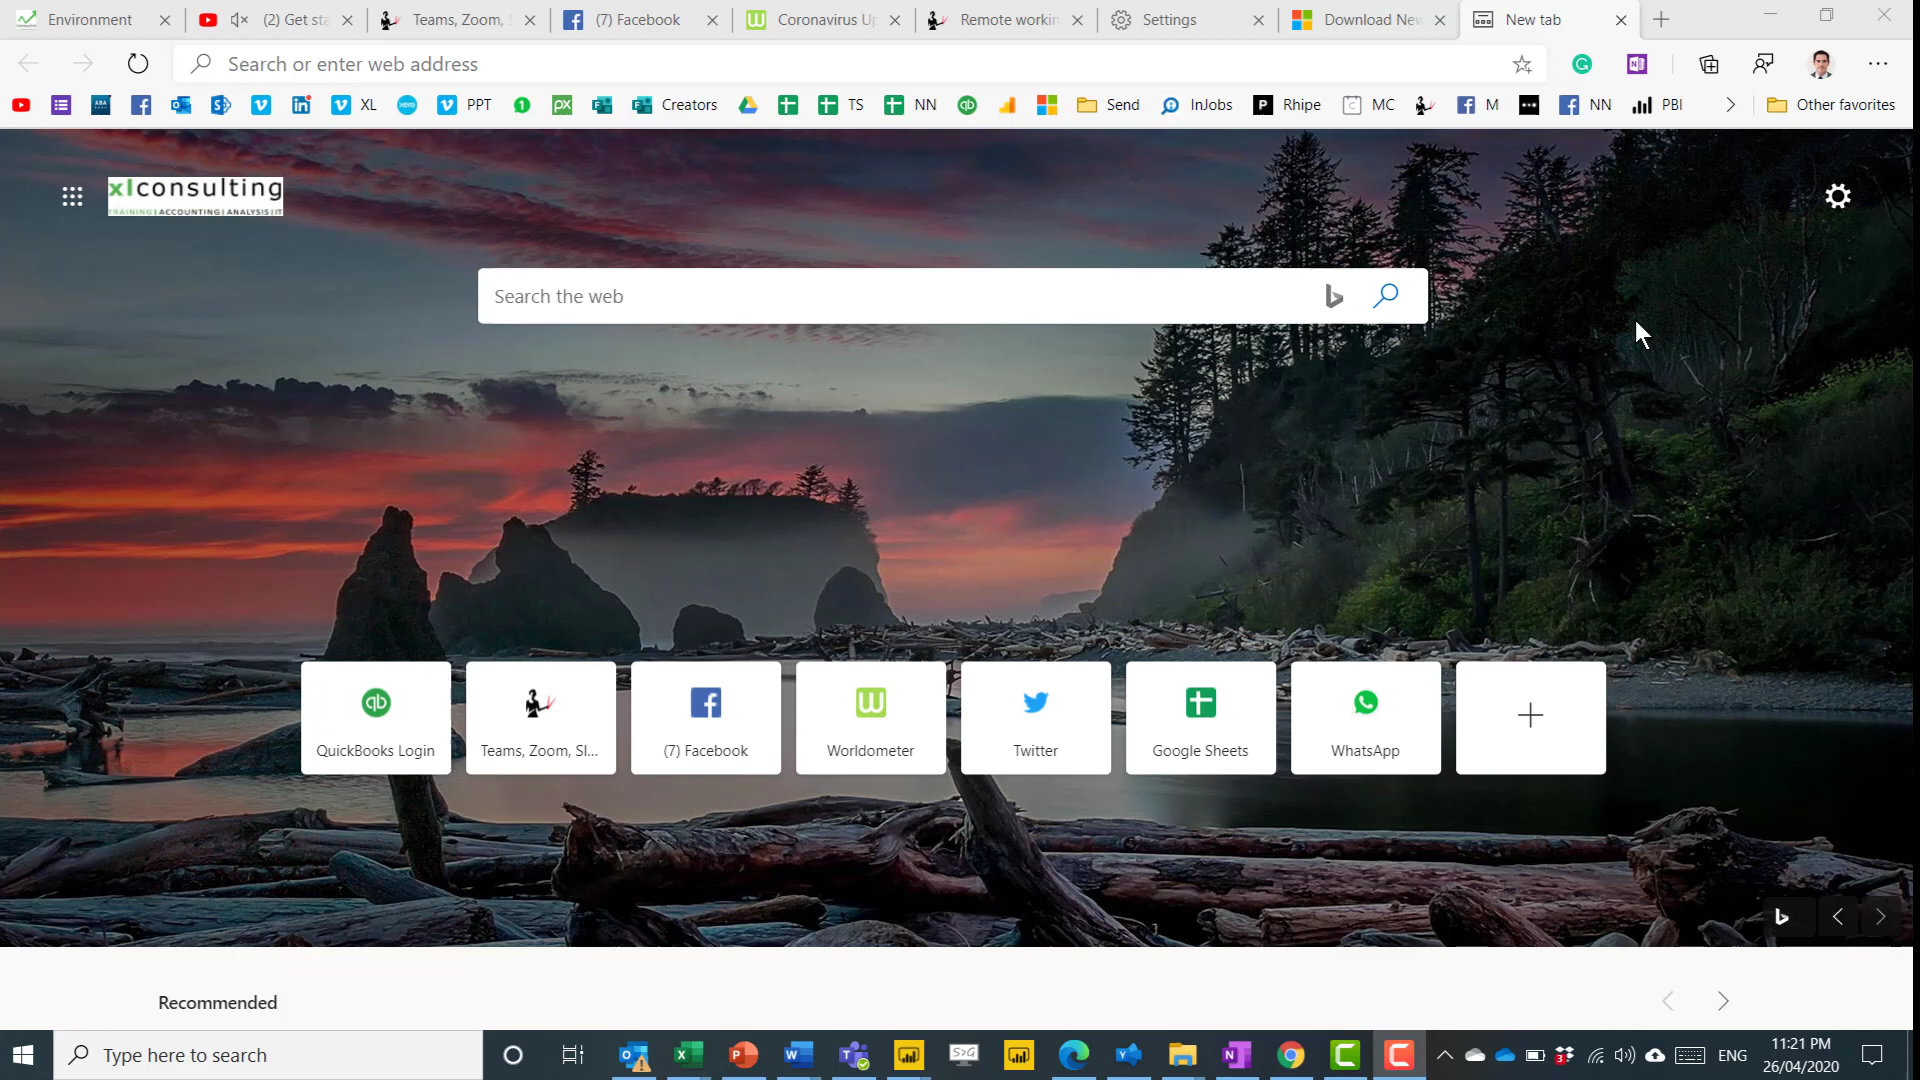 Environment
(2) Get sta
Teams, Zoom, S
(7) Facebook
Coronavirus Up
Remote workin
Settings
Download New
New tab
Search or enter web address
XL
PPT
Creators
TS
NN
Send
InJobs
Rhipe
MC
M
NN
PBI
Other favorites
xlconsulting
TRAINING | ACCOUNTING | ANALYSIS | IT
Search the web
QuickBooks Login
Teams, Zoom, Sl...
(7) Facebook
Worldometer
Twitter
Google Sheets
WhatsApp
Recommended
Type here to search
ENG
11:21 PM
26/04/2020